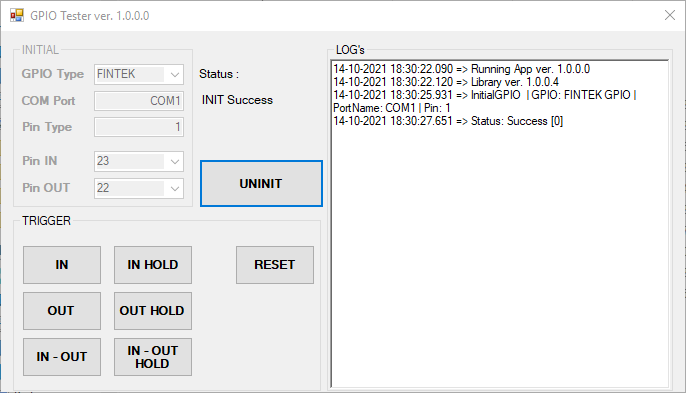 GPIO Tester ver. 1.0.0.0
INITIAL
GPIO Type FINTEK
COM Port COM1
Pin Type 1
Pin IN 23
Pin OUT 22
Status :
INIT Success
UNINIT
TRIGGER
IN
IN HOLD
RESET
OUT
OUT HOLD
IN - OUT
IN - OUT
HOLD
LOG's
14-10-2021 18:30:22.090 => Running App ver. 1.0.0.0
14-10-2021 18:30:22.120 => Library ver. 1.0.0.4
14-10-2021 18:30:25.931 => InitialGPIO | GPIO: FINTEK GPIO |
PortName: COM1 | Pin: 1
14-10-2021 18:30:27.651 => Status: Success [0]